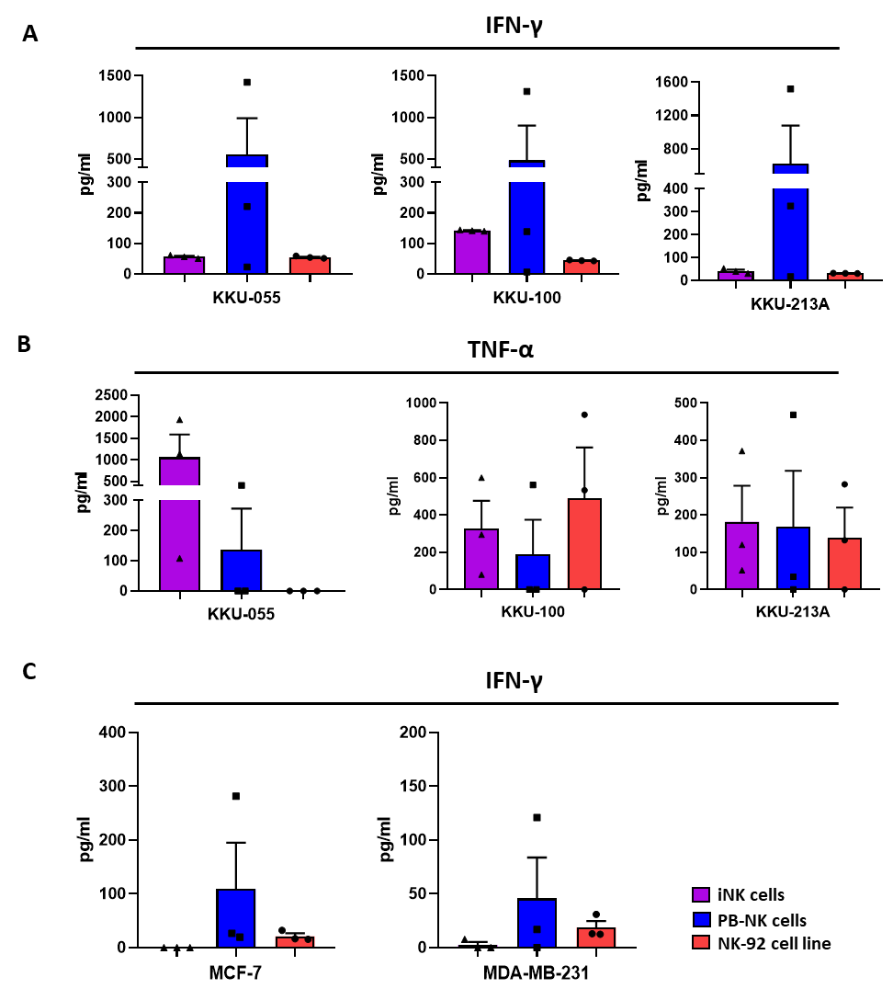 A
IFN-γ
pg/ml
1500
1000
500
300
200
100
0
KKU-055
pg/ml
1500
1000
500
300
200
100
0
KKU-100
pg/ml
1600
1200
800
400
300
200
100
0
KKU-213A
B
TNF-α
pg/ml
2500
2000
1500
1000
500
300
200
100
0
KKU-055
pg/ml
1000
800
600
400
200
0
KKU-100
pg/ml
500
400
300
200
100
0
KKU-213A
C
IFN-γ
pg/ml
400
300
200
100
0
MCF-7
pg/ml
200
150
100
50
0
MDA-MB-231
iNK cells
PB-NK cells
NK-92 cell line